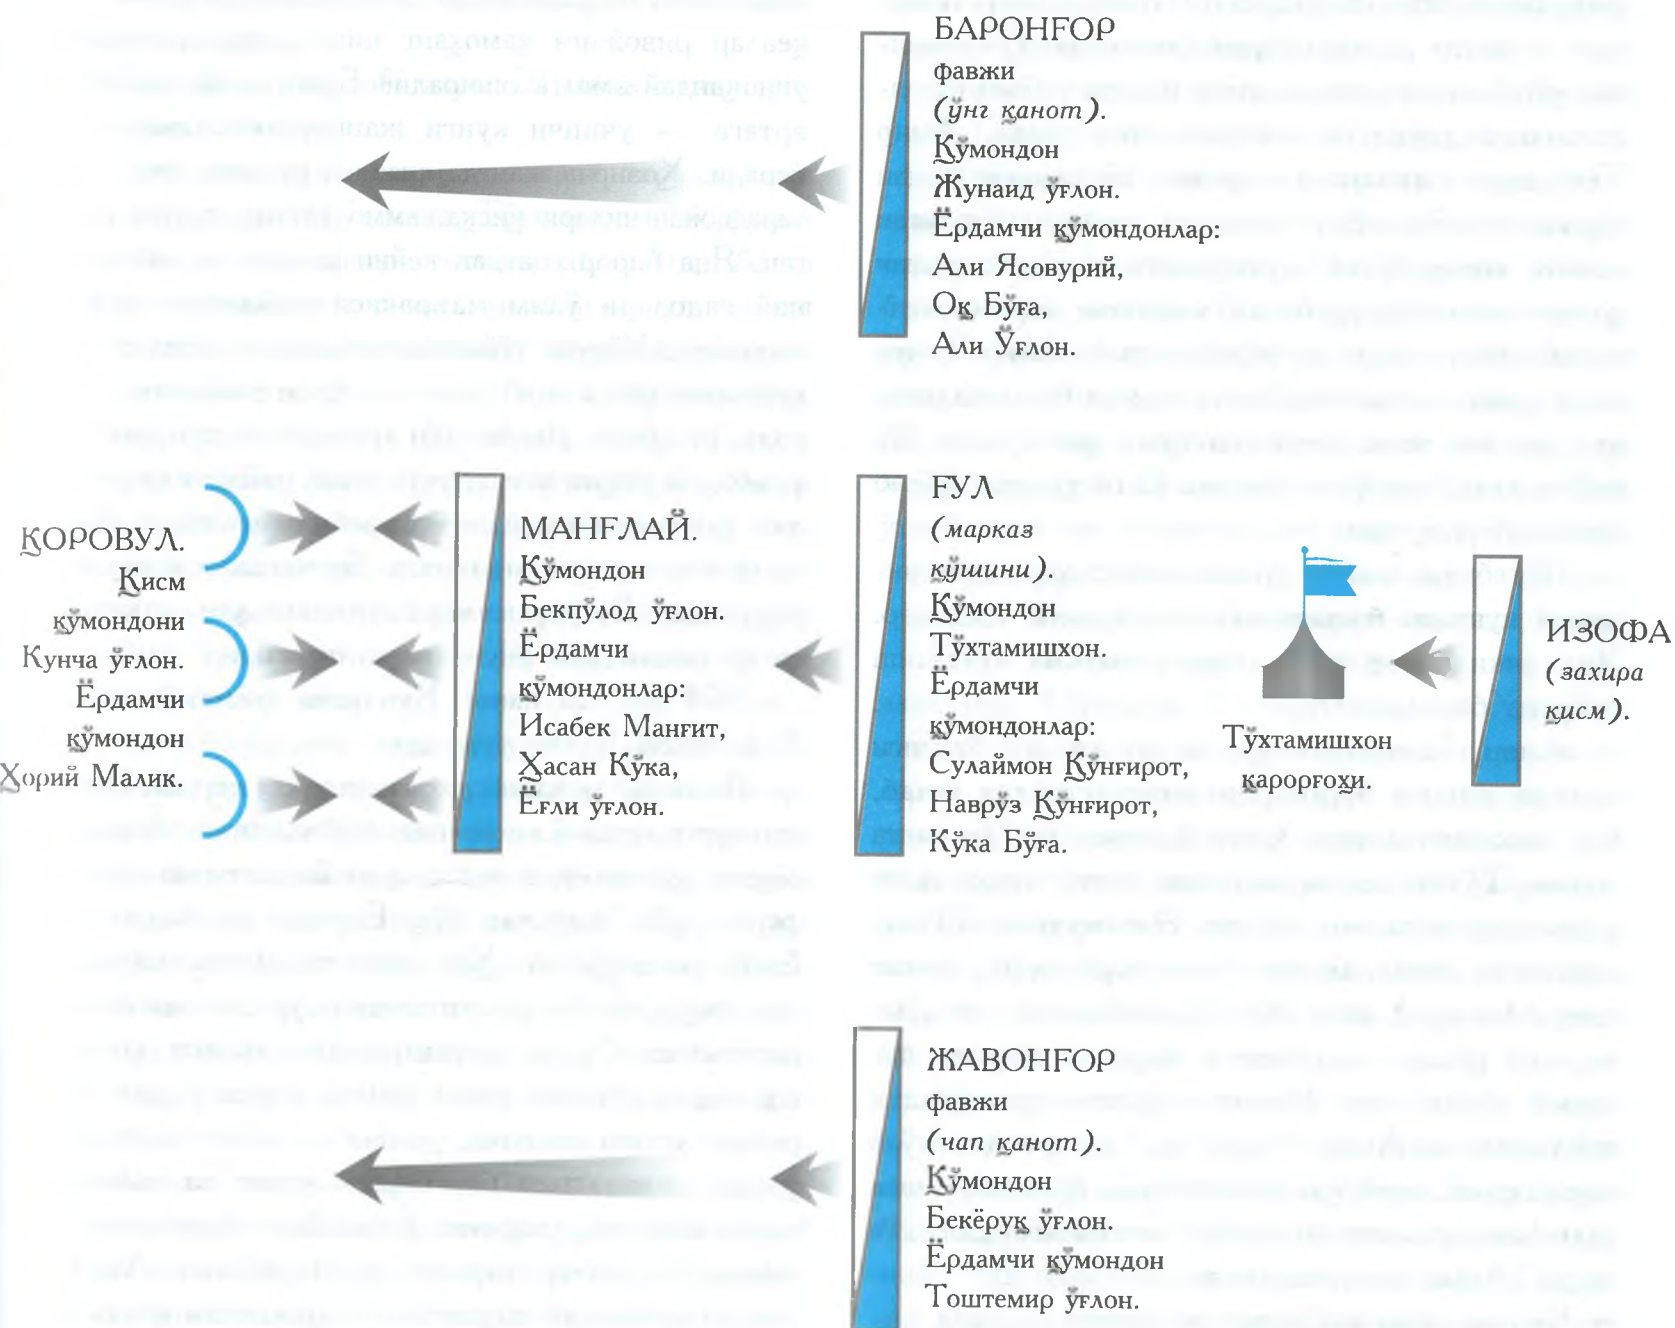 БАРОНҒОР
фавжи
(ўнг қанот).
Қўмондон
Жунаид ўғлон.
Ёрдамчи қўмондонлар:
Али Ясовурий,
Оқ Бўға,
Али Ўғлон.
ҚОРОВУЛ.
Қисм
қўмондони
Кунча ўғлон.
Ёрдамчи
қўмондон
Ҳорий Малик.
МАНҒЛАЙ.
Қўмондон
Бекпўлод ўғлон.
Ёрдамчи
қўмондонлар:
Исабек Манғит,
Ҳасан Кўка,
Ёғли ўғлон.
ҒУЛ
(марказ
қўшини).
Қўмондон
Тўхтамишхон.
Ёрдамчи
қўмондонлар:
Сулаймон Қўнғирот,
Наврўз Қўнғирот,
Кўка Бўға.
Тўхтамишхон
қарорғоҳи.
ИЗОФА
(захира
қисм).
ЖАВОНҒОР
фавжи
(чап қанот).
Қўмондон
Бекёруқ ўғлон.
Ёрдамчи қўмондон
Тоштемир ўғлон.